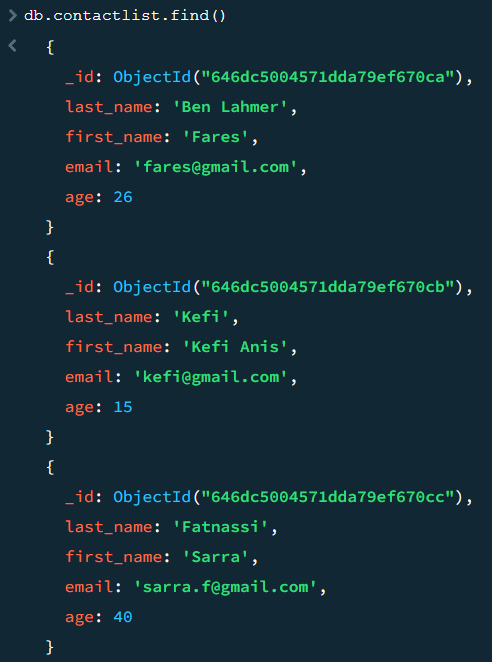 > db.contactlist.find()
< {
_id: ObjectId("646dc5004571dda79ef670ca"),
last_name: 'Ben Lahmer',
first_name: 'Fares',
email: 'fares@gmail.com',
age: 26
}
{
_id: ObjectId("646dc5004571dda79ef670cb"),
last_name: 'Kefi',
first_name: 'Kefi Anis',
email: 'kefi@gmail.com',
age: 15
}
{
_id: ObjectId("646dc5004571dda79ef670cc"),
last_name: 'Fatnassi',
first_name: 'Sarra',
email: 'sarra.f@gmail.com',
age: 40
}